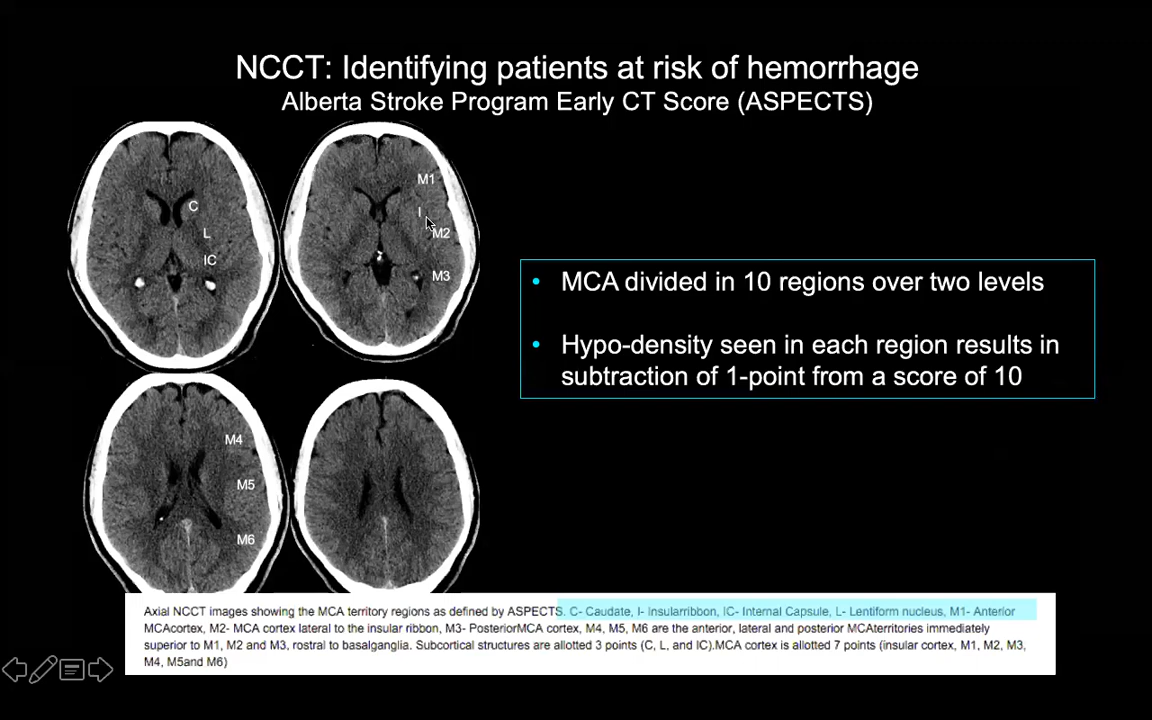 NCCT: Identifying patients at risk of hemorrhage
Alberta Stroke Program Early CT Score (ASPECTS)
C
L
IC
M1
I
M2
M3
• MCA divided in 10 regions over two levels
• Hypo-density seen in each region results in
subtraction of 1-point from a score of 10
M4
M5
M6
Axial NCCT images showing the MCA territory regions as defined by ASPECTS. C- Caudate, I- Insularribbon, IC- Internal Capsule, L- Lentiform nucleus, M1- Anterior
MCAcortex, M2- MCA cortex lateral to the insular ribbon, M3- PosteriorMCA cortex, M4, M5, M6 are the anterior, lateral and posterior MCAterritories immediately
superior to M1, M2 and M3, rostral to basalganglia. Subcortical structures are allotted 3 points (C, L, and IC).MCA cortex is allotted 7 points (insular cortex, M1, M2, M3,
M4, M5and M6)